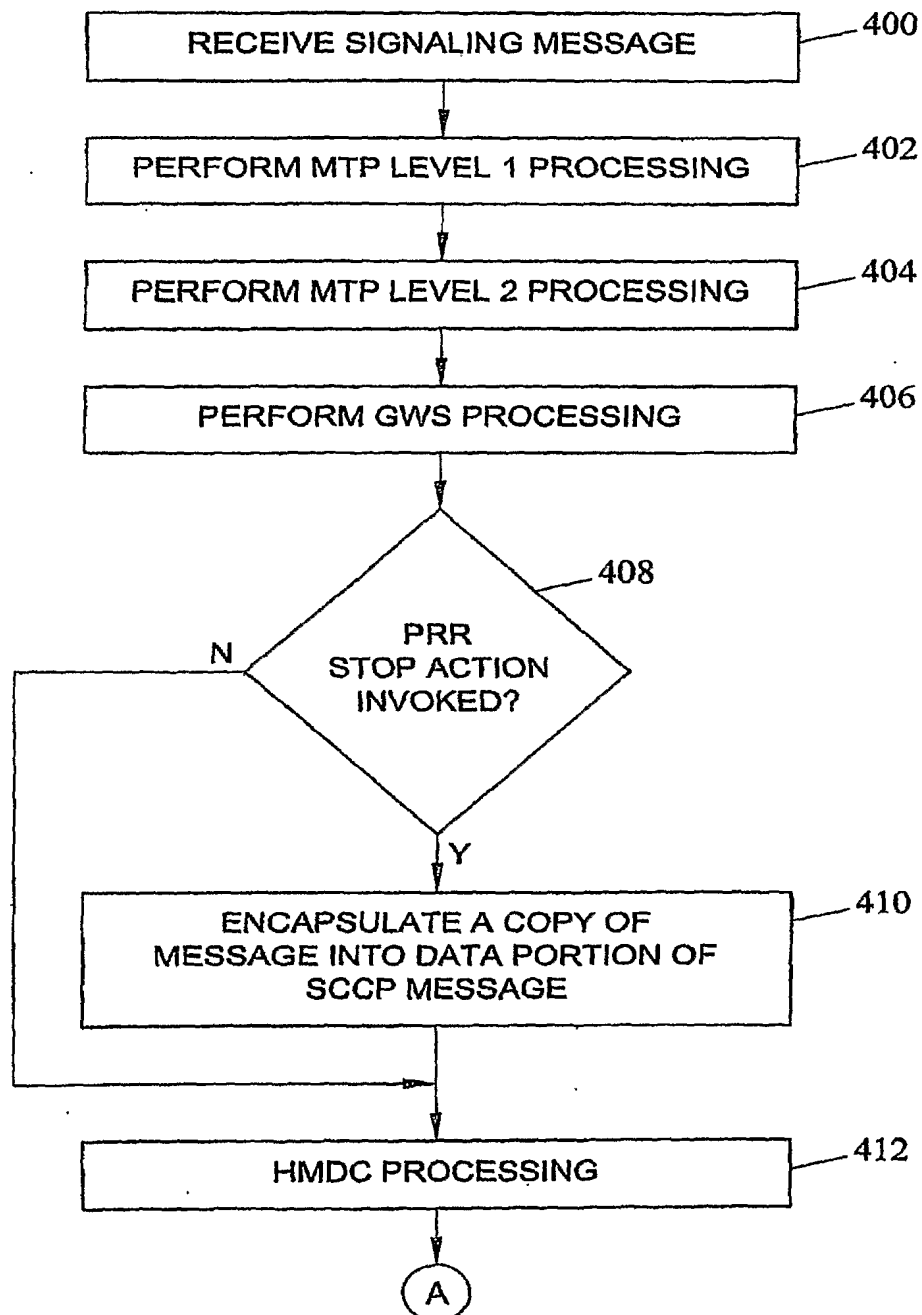 RECEIVE SIGNALING MESSAGE
400
PERFORM MTP LEVEL 1 PROCESSING
402
PERFORM MTP LEVEL 2 PROCESSING
404
PERFORM GWS PROCESSING
406
408
PRR
STOP ACTION
INVOKED?
N
Y
ENCAPSULATE A COPY OF
MESSAGE INTO DATA PORTION OF
SCCP MESSAGE
410
HMDC PROCESSING
412
A